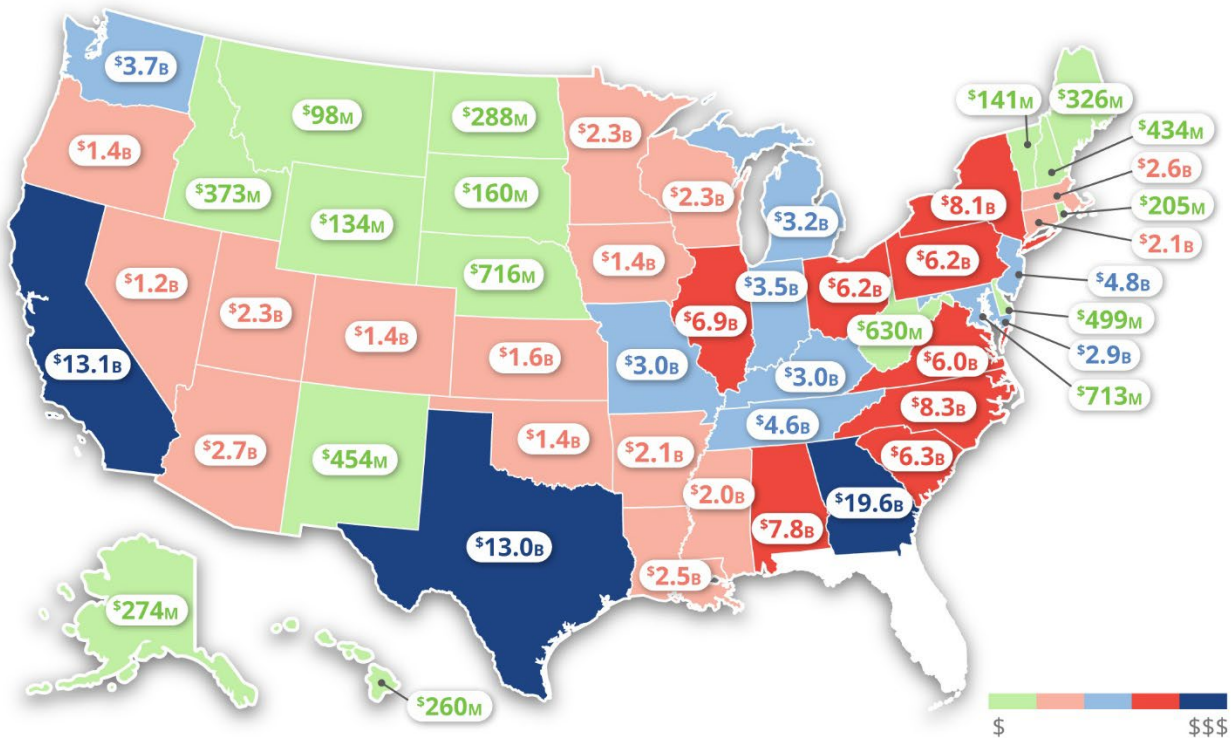 $3.7B
$98M
$288M
$2.3B
$141M
$326M
$434M
$1.4B
$373M
$160M
$2.3B
$2.6B
$134M
$3.2B
$8.1B
$205M
$2.1B
$716M
$1.4B
$3.5B
$6.2B
$6.2B
$4.8B
$1.2B
$2.3B
$6.9B
$630M
$499M
$13.1B
$1.4B
$1.6B
$3.0B
$3.0B
$6.0B
$2.9B
$713M
$8.3B
$4.6B
$2.7B
$454M
$1.4B
$2.1B
$6.3B
$2.0B
$19.6B
$7.8B
$13.0B
$2.5B
$274M
$260M
$
$$$